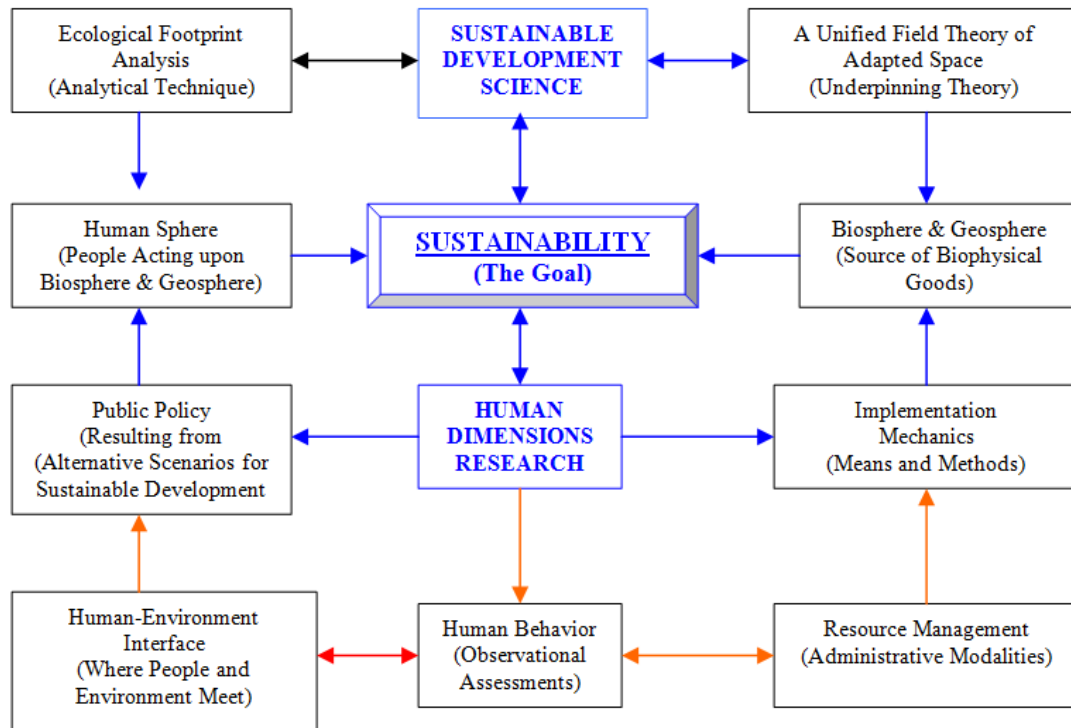 Ecological Footprint
Analysis
(Analytical Technique)
SUSTAINABLE
DEVELOPMENT
SCIENCE
A Unified Field Theory of
Adapted Space
(Underpinning Theory)
Human Sphere
(People Acting upon
Biosphere & Geosphere)
SUSTAINABILITY
(The Goal)
Biosphere & Geosphere
(Source of Biophysical
Goods)
Public Policy
(Resulting from
(Alternative Scenarios for
Sustainable Development
HUMAN
DIMENSIONS
RESEARCH
Implementation
Mechanics
(Means and Methods)
Human-Environment
Interface
(Where People and
Environment Meet)
Human Behavior
(Observational
Assessments)
Resource Management
(Administrative Modalities)